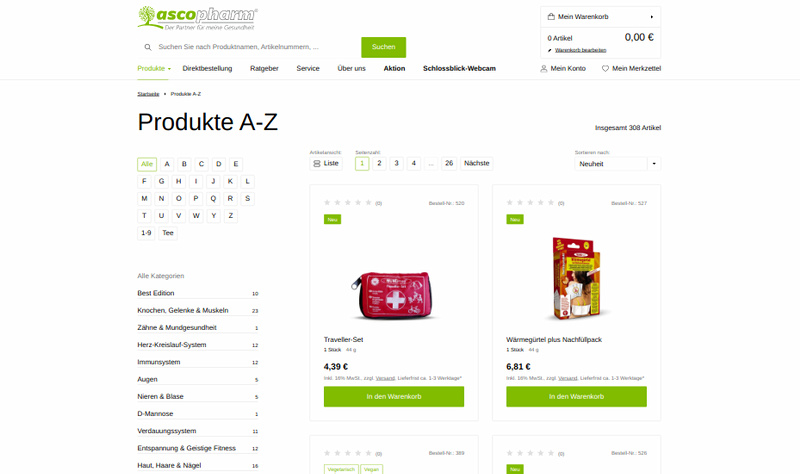 ascopharm®
Der Partner für meine Gesundheit
Suchen Sie nach Produktnamen, Artikelnummern, ...
Suchen
Mein Warenkorb
0 Artikel
0,00 €
Warenkorb bearbeiten
Produkte
Direktbestellung
Ratgeber
Service
Über uns
Aktion
Schlossblick-Webcam
Mein Konto
Mein Merkzettel
Startseite
Produkte A-Z
Produkte A-Z
Insgesamt 308 Artikel
Alle A B C D E
F G H I J K L
M N O P Q R S
T U V W Y Z
1-9 Tee
Alle Kategorien
Best Edition 10
Knochen, Gelenke & Muskeln 23
Zähne & Mundgesundheit 1
Herz-Kreislauf-System 12
Immunsystem 12
Augen 5
Nieren & Blase 5
D-Mannose 1
Verdauungssystem 11
Entspannung & Geistige Fitness 12
Haut, Haare & Nägel 16
Artikelansicht:
Liste
Seitenzahl:
1 2 3 4 ... 26 Nächste
Sortieren nach:
Neuheit
(0)
Bestell-Nr.: 520
Neu
Traveller-Set
1 Stück 44 g
4,39 €
inkl. 16% MwSt., zzgl. Versand, Lieferfrist ca. 1-3 Werktage*
In den Warenkorb
(0)
Bestell-Nr.: 527
Neu
Wärmegürtel plus Nachfüllpack
1 Stück 44 g
6,81 €
inkl. 16% MwSt., zzgl. Versand, Lieferfrist ca. 1-3 Werktage*
In den Warenkorb
(0)
Bestell-Nr.: 389
Vegetarisch
Vegan
(0)
Bestell-Nr.: 526
Neu